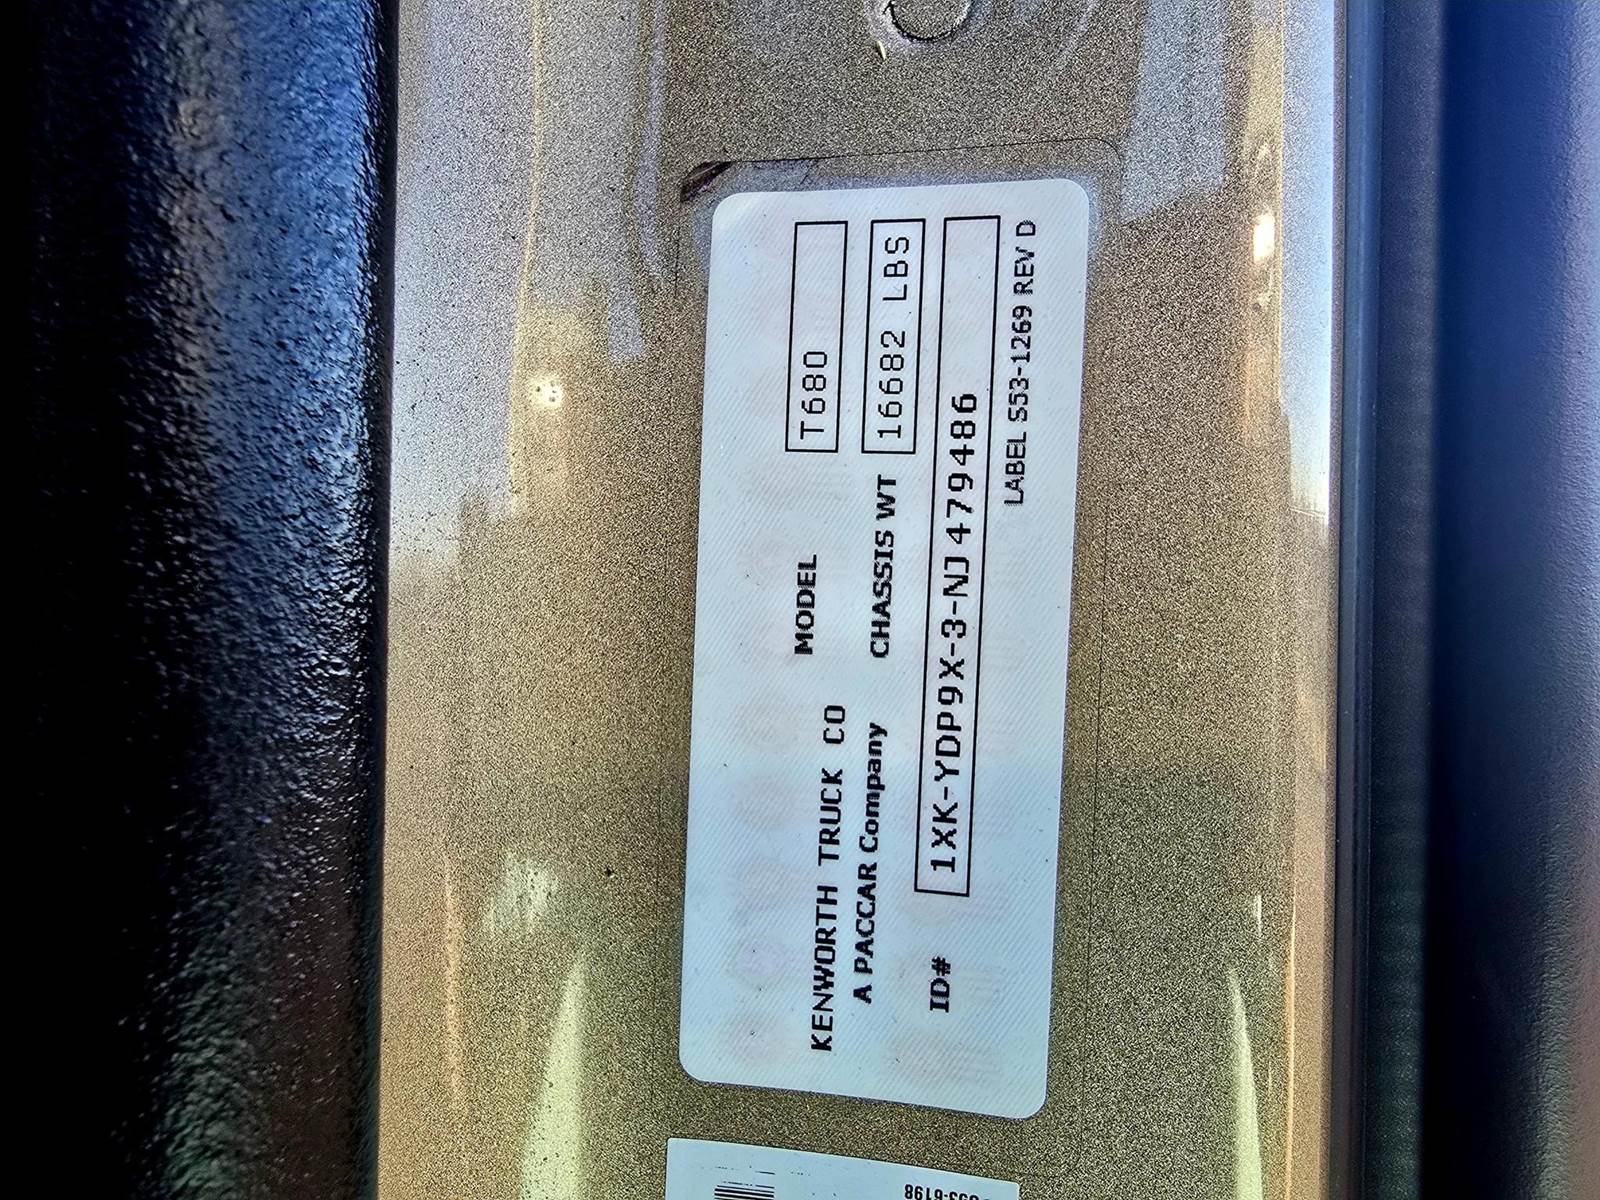 KENWORTH TRUCK CO
A PACCAR Company
MODEL T680
CHASSIS WT 16682 LBS
ID# 1XK-YDP9X-3-NJ479486
LABEL S53-1269 REV D